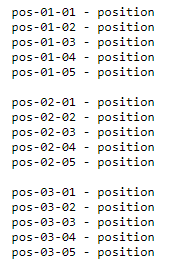 pos-01-01 - position
pos-01-02 - position
pos-01-03 - position
pos-01-04 - position
pos-01-05 - position

pos-02-01 - position
pos-02-02 - position
pos-02-03 - position
pos-02-04 - position
pos-02-05 - position

pos-03-01 - position
pos-03-02 - position
pos-03-03 - position
pos-03-04 - position
pos-03-05 - position